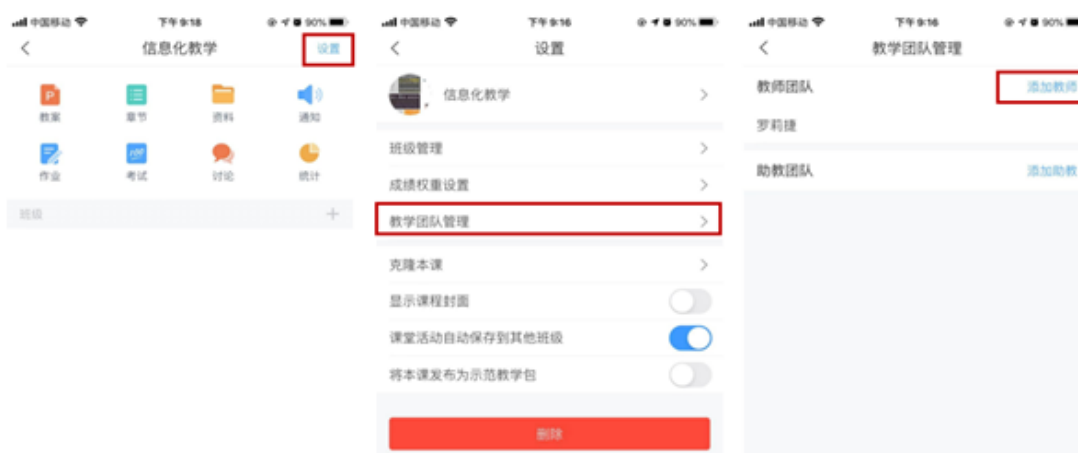 中国移动 下午9:18 90%
信息化教学 设置
P
教案 章节 资料 通知
作业 考试 讨论 统计
班级 +
中国移动 下午9:16 90%
设置
信息化教学
班级管理
成绩权重设置
教学团队管理
克隆本课
显示课程封面
课堂活动自动保存到其他班级
将本课发布为示范教学包
删除
中国移动 下午9:16 90%
教学团队管理
教师团队 添加教师
罗莉捷
助教团队 添加助教